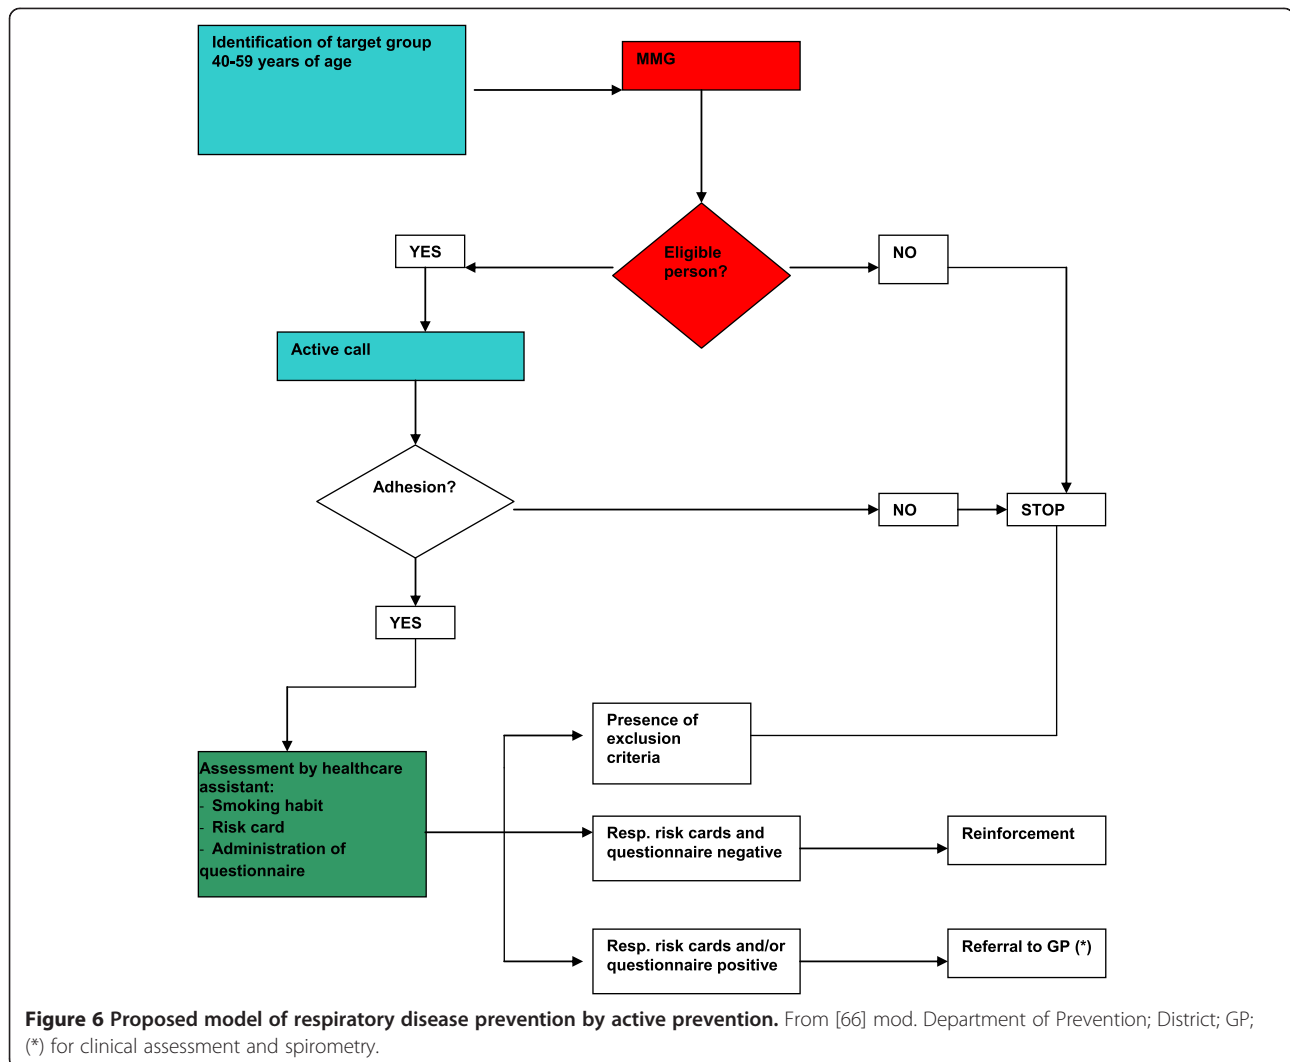 Identification of target group
40-59 years of age
MMG
Eligible
person?
YES
NO
Active call
Adhesion?
NO
STOP
YES
Presence of
exclusion
criteria
Assessment by healthcare
assistant:
- Smoking habit
- Risk card
- Administration of
questionnaire
Resp. risk cards and
questionnaire negative
Reinforcement
Resp. risk cards and/or
questionnaire positive
Referral to GP (*)
Figure 6 Proposed model of respiratory disease prevention by active prevention. From [66] mod. Department of Prevention; District; GP;
(*) for clinical assessment and spirometry.